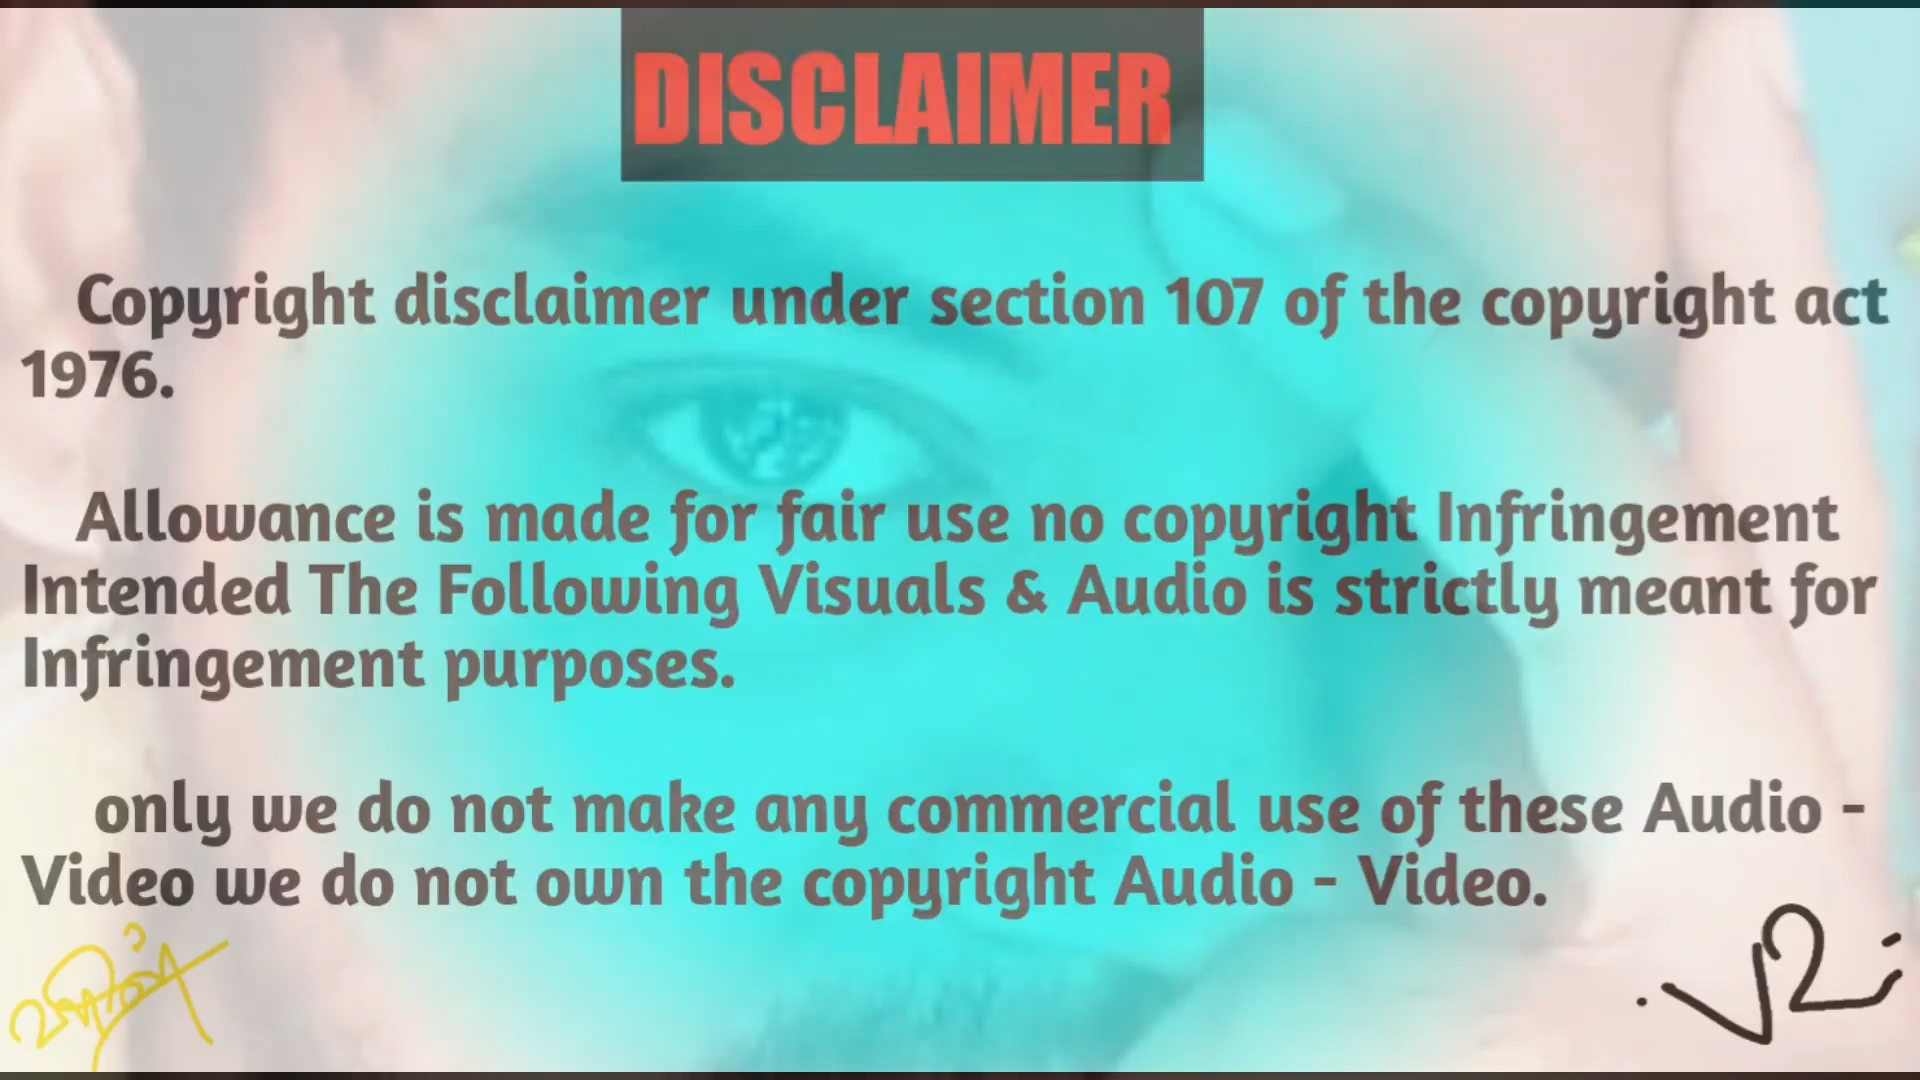 DISCLAIMER
Copyright disclaimer under section 107 of the copyright act
1976.
Allowance is made for fair use no copyright Infringement
Intended The Following Visuals & Audio is strictly meant for
Infringement purposes.
only we do not make any commercial use of these Audio -
Video we do not own the copyright Audio - Video.